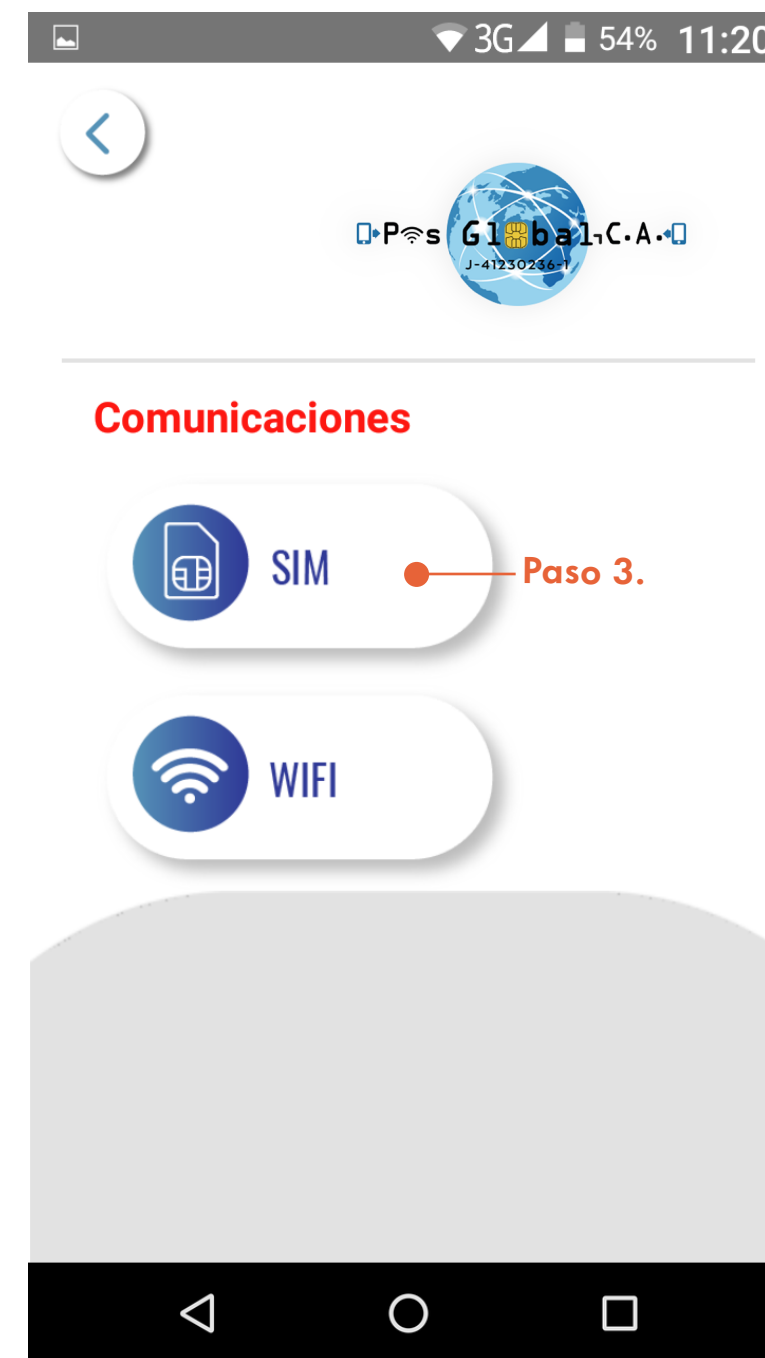 3G 54% 11:20
Pos Global, C.A.
J-41230236-1
Comunicaciones
SIM
Paso 3.
WIFI